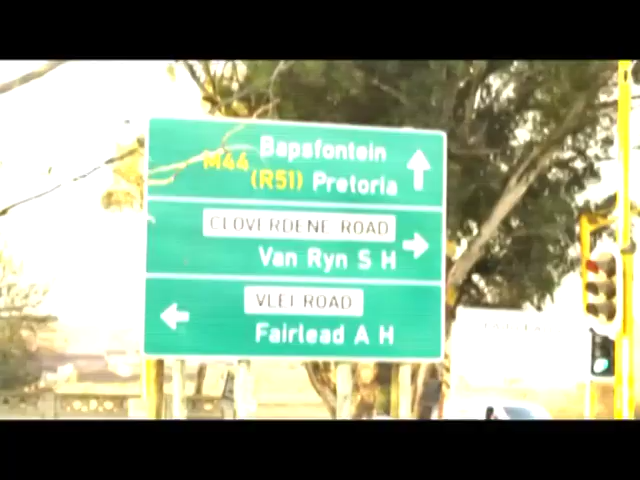 Bapsfontein
M44 (R51) Pretoria
CLOVERDENE ROAD
Van Ryn S H
VLEI ROAD
Fairlead A H